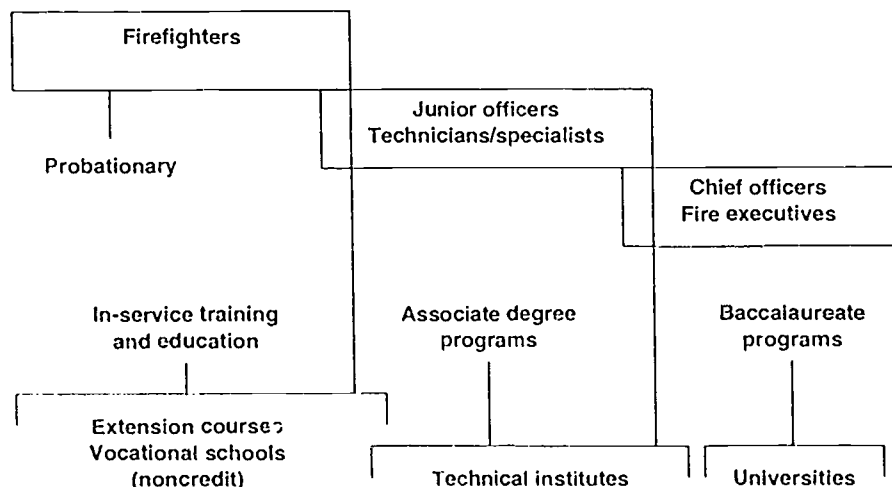 Firefighters
Junior officers
Technicians/specialists
Probationary
Chief officers
Fire executives
In-service training
and education
Associate degree
programs
Baccalaureate
programs
Extension courses
Vocational schools
(noncredit)
Technical institutes
Universities